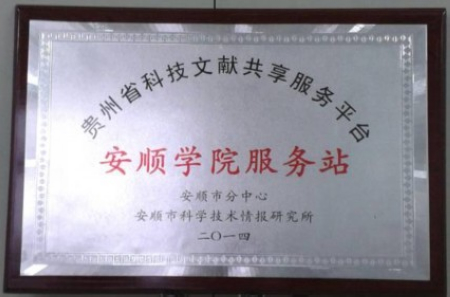 贵州省科技文献共享服务平台
安顺学院服务站
安顺市分中心
安顺市科学技术情报研究所
二〇一四